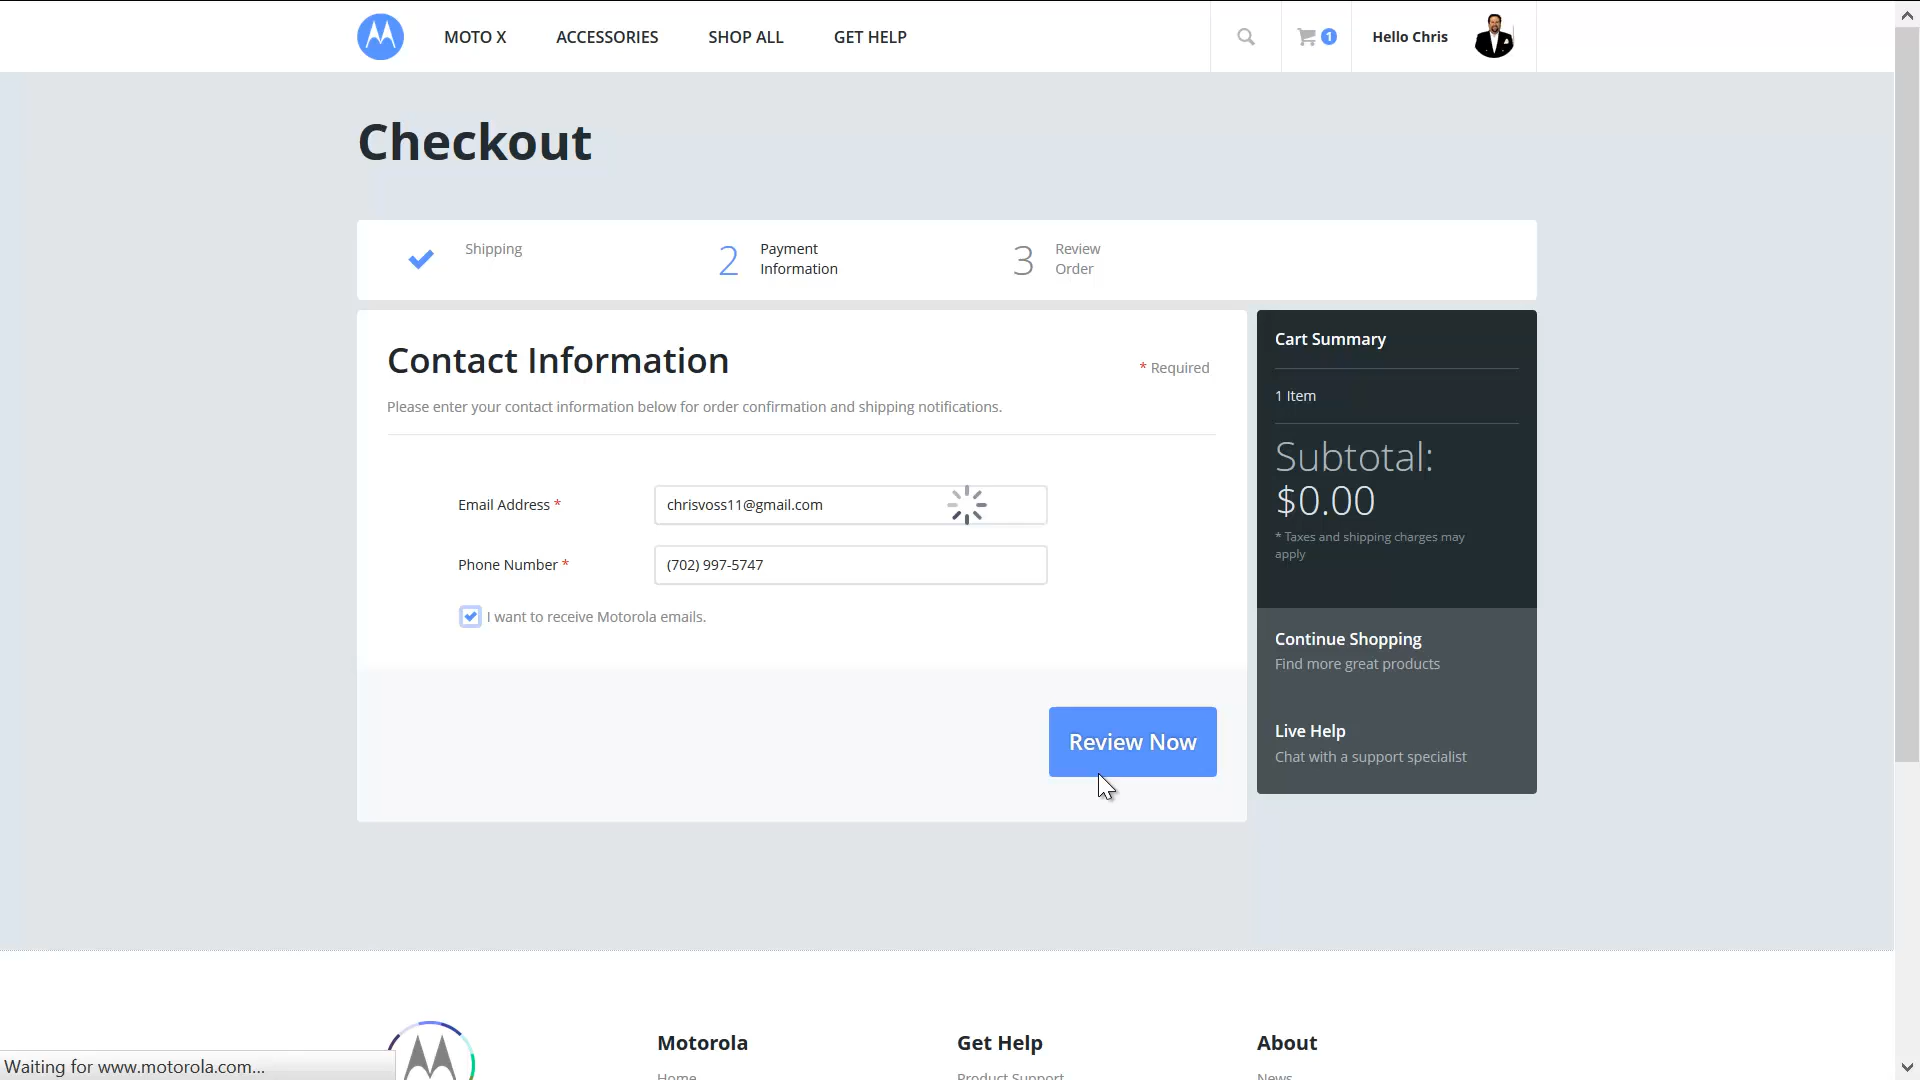 MOTO X
ACCESSORIES
SHOP ALL
GET HELP
1
Hello Chris
Checkout
Shipping
2
Payment
Information
3
Review
Order
Contact Information
* Required
Please enter your contact information below for order confirmation and shipping notifications.
Email Address *
chrisvoss11@gmail.com
Phone Number *
(702) 997-5747
I want to receive Motorola emails.
Review Now
Cart Summary
1 Item
Subtotal:
$0.00
* Taxes and shipping charges may
apply
Continue Shopping
Find more great products
Live Help
Chat with a support specialist
Motorola
Get Help
About
Home
Product Support
News
Waiting for www.motorola.com...